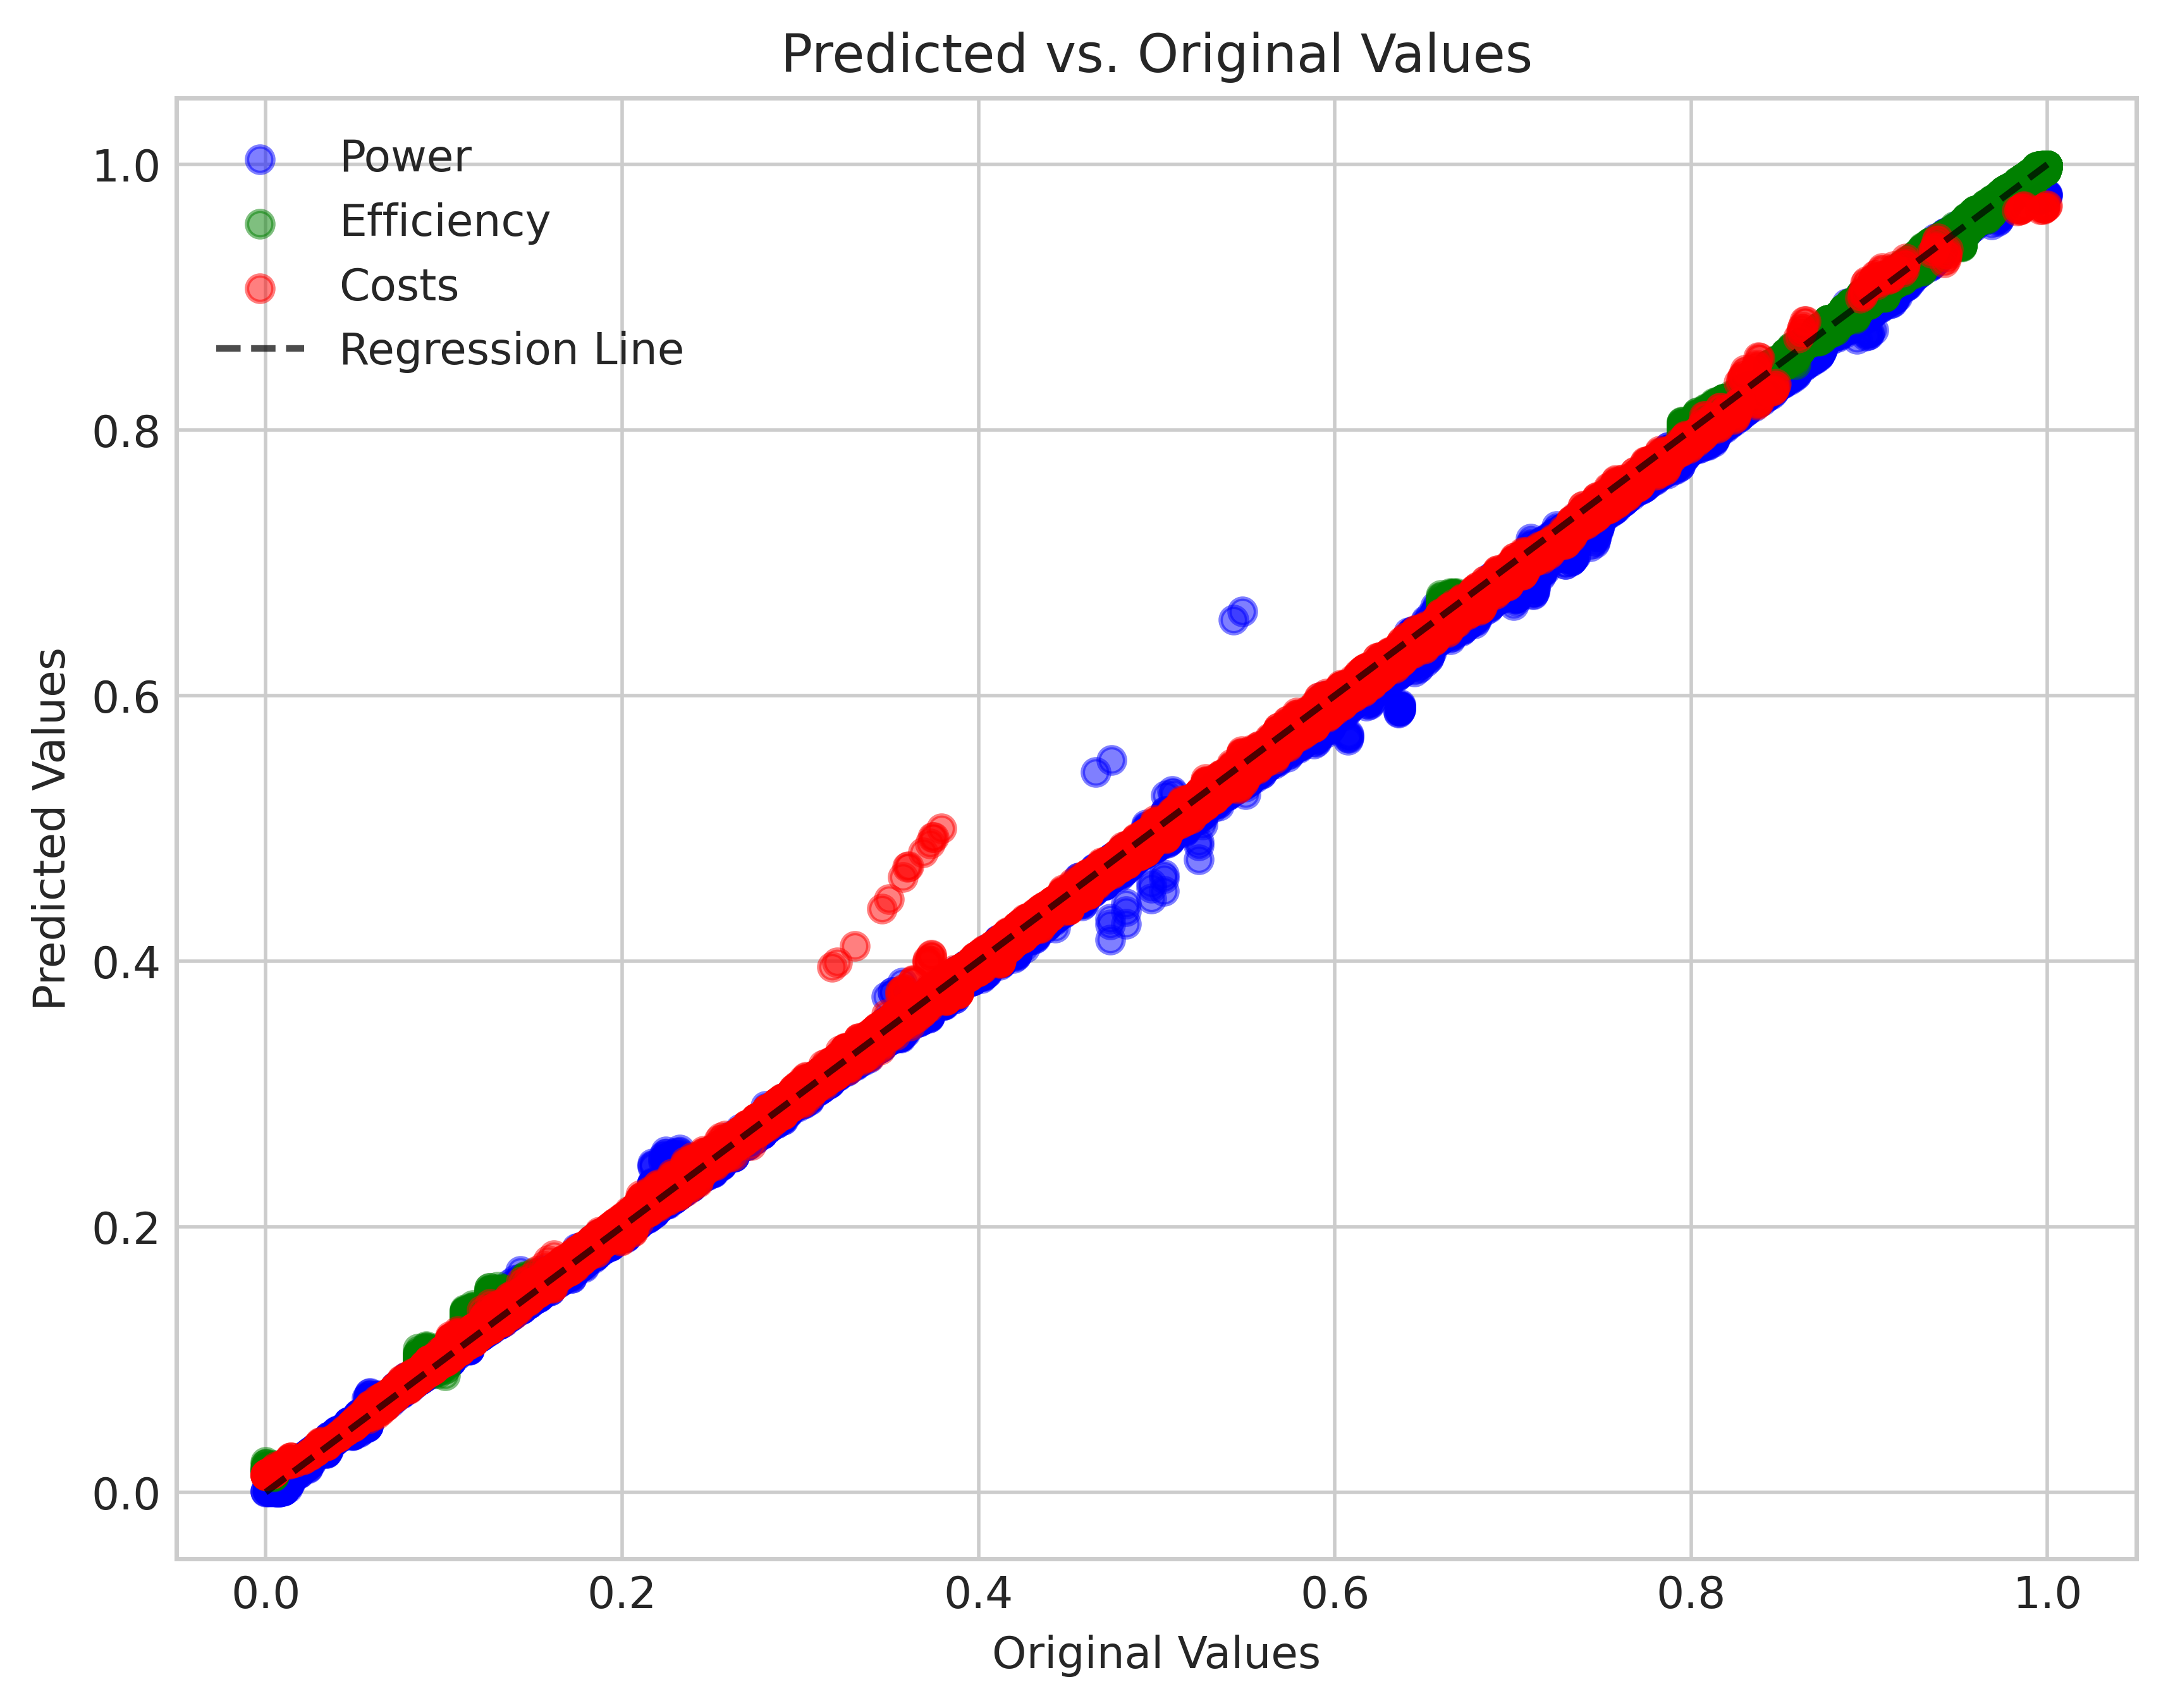 Predicted vs. Original Values
Power
Efficiency
Costs
Regression Line
1.0
0.8
0.6
0.4
0.2
0.0
Predicted Values
0.0 0.2 0.4 0.6 0.8 1.0
Original Values